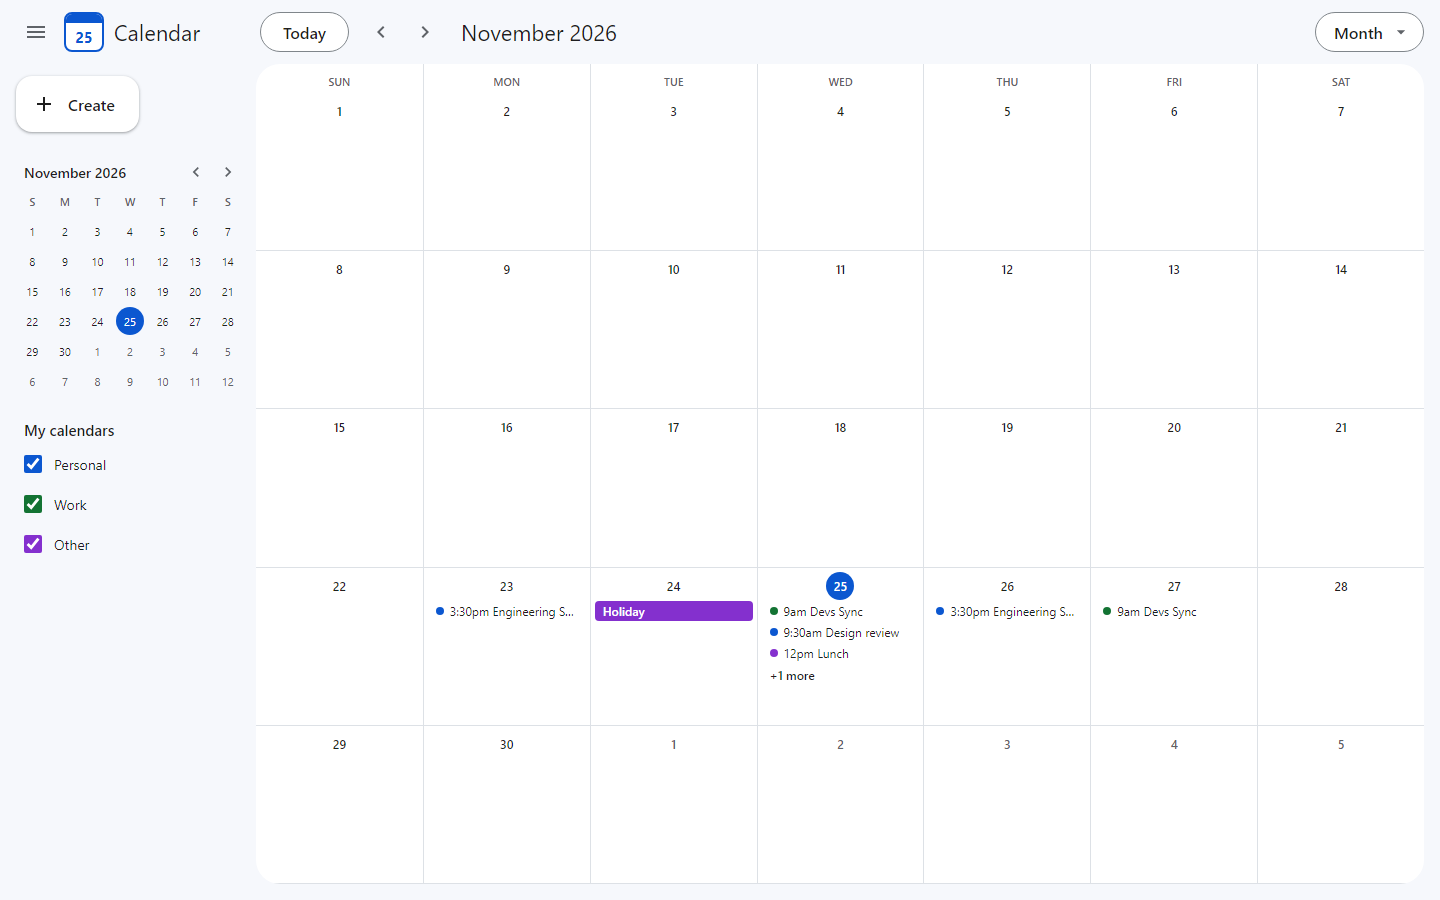 25
Calendar
Today
November 2026
Month
Create
November 2026
S M T W T F S
1 2 3 4 5 6 7
8 9 10 11 12 13 14
15 16 17 18 19 20 21
22 23 24 25 26 27 28
29 30 1 2 3 4 5
6 7 8 9 10 11 12
My calendars
Personal
Work
Other
SUN MON TUE WED THU FRI SAT
1 2 3 4 5 6 7
8 9 10 11 12 13 14
15 16 17 18 19 20 21
22 23 24 25 26 27 28
3:30pm Engineering S...
Holiday
9am Devs Sync
9:30am Design review
12pm Lunch
+1 more
3:30pm Engineering S...
9am Devs Sync
29 30 1 2 3 4 5